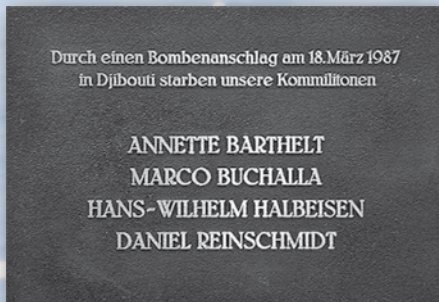 Durch einen Bombenanschlag am 18.März 1987
in Djibouti starben unsere Kommilitonen
ANNETTE BARTHELT
MARCO BUCHALLA
HANS-WILHELM HALBEISEN
DANIEL REINSCHMIDT